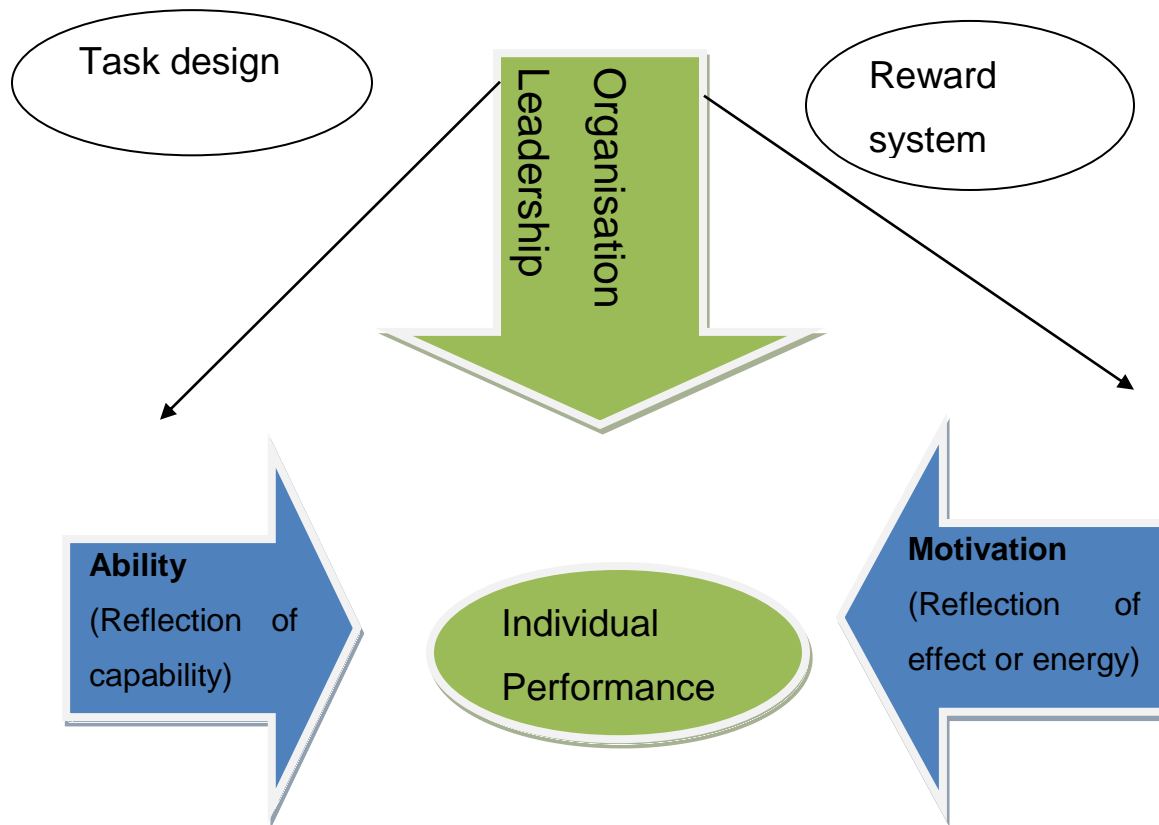 Task design
Organisation
Leadership
Reward
system
Ability
(Reflection of
capability)
Individual
Performance
Motivation
(Reflection of
effect or energy)